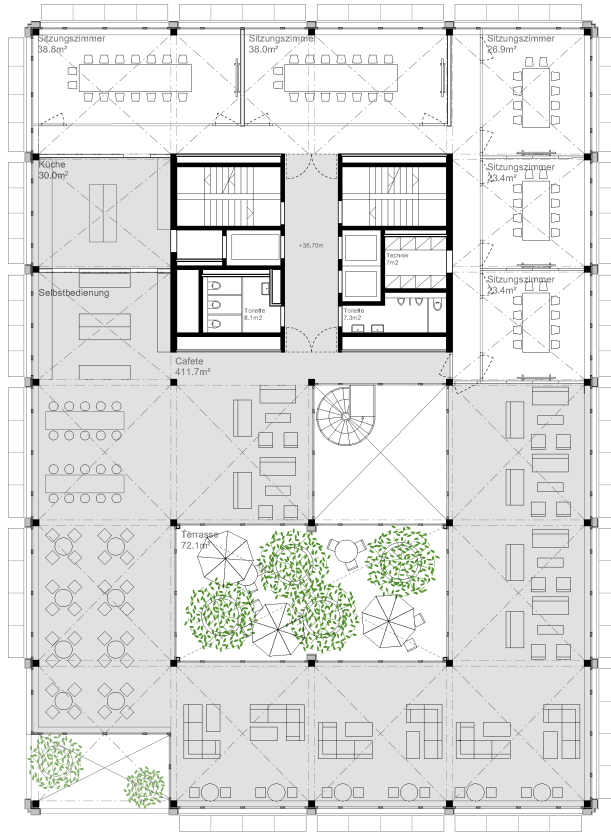 Sitzungszimmer
38.8m²
Sitzungszimmer
38.0m²
Sitzungszimmer
26.9m²
Küche
30.0m²
Sitzungszimmer
23.4m²
+35.70m
Technik
7m2
Selbstbedienung
Sitzungszimmer
23.4m²
Toilette
8.1m2
Toilette
7.3m2
Cafete
411.7m²
Terrasse
72.1m²